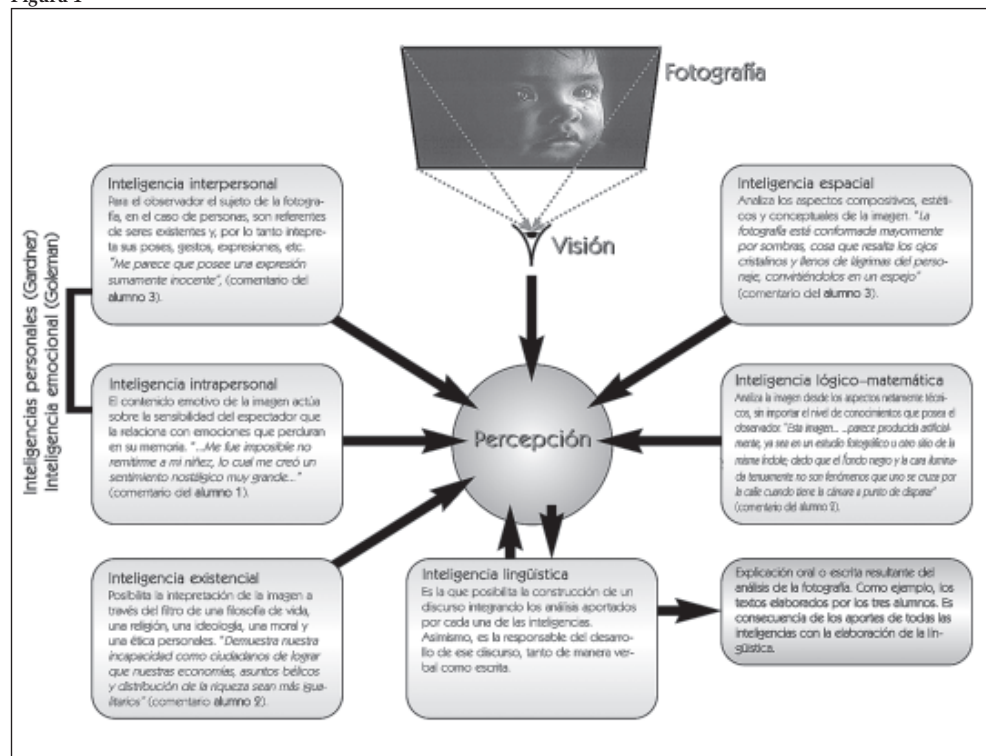 Figura 1
Fotografía
Visión
Inteligencia interpersonal
Para el observador el sujeto de la fotogra-
fía, en el caso de personas, son referentes
de seres existentes y, por lo tanto intepre-
ta sus poses, gestos, expresiones, etc.
"Me parece que posee una expresión
sumamente inocente", (comentario del
alumno 3).
Inteligencia espacial
Analiza los aspectos compositivos, estéti-
cos y conceptuales de la imagen. "La
fotografía está conformada mayormente
por sombras, cosa que resalta los ojos
cristalinos y llenos de lágrimas del perso-
naje, convirtiéndolos en un espejo"
(comentario del alumno 3).
Inteligencias personales (Gardner)
Inteligencia emocional (Goleman)
Inteligencia intrapersonal
El contenido emotivo de la imagen actúa
sobre la sensibilidad del espectador que
la relaciona con emociones que perduran
en su memoria. "...Me fue imposible no
remitirme a mi niñez, lo cual me creó un
sentimiento nostálgico muy grande..."
(comentario del alumno 1).
Percepción
Inteligencia lógico-matemática
Analiza la imagen desde los aspectos netamente técni-
cos, sin importar el nivel de conocimientos que posea el
observador. "Esta imagen... ...parece producida artificial-
mente, ya sea en un estudio fotográfico u otro sitio de la
misma índole; dado que el fondo negro y la cara ilumina-
da tenuamente no son fenómenos que uno se cruza por
la calle cuando tiene la cámara a punto de disparar"
(comentario del alumno 2).
Inteligencia existencial
Posibilita la intepretación de la imagen a
través del filtro de una filosofía de vida,
una religión, una ideología, una moral y
una ética personales. "Demuestra nuestra
incapacidad como ciudadanos de lograr
que nuestras economías, asuntos bélicos
y distribución de la riqueza sean más igua-
litarios" (comentario alumno 2).
Inteligencia lingüística
Es la que posibilita la construcción de un
discurso integrando los análisis aportados
por cada una de las inteligencias.
Asimismo, es la responsable del desarro-
llo de ese discurso, tanto de manera ver-
bal como escrita.
Explicación oral o escrita resultante del
análisis de la fotografía. Como ejemplo, los
textos elaborados por los tres alumnos. Es
consecuencia de los aportes de todas las
inteligencias con la elaboración de la lin-
güística.